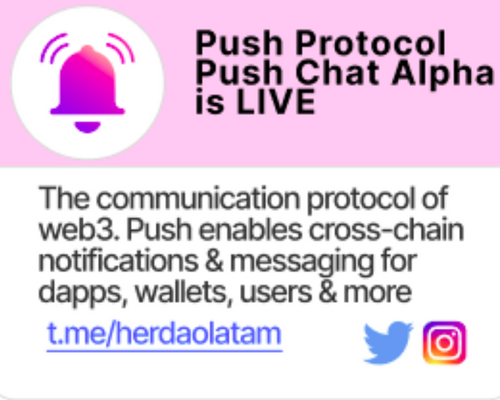 Push Protocol
Push Chat Alpha
is LIVE
The communication protocol of
web3. Push enables cross-chain
notifications & messaging for
dapps, wallets, users & more
t.me/herdaolatam